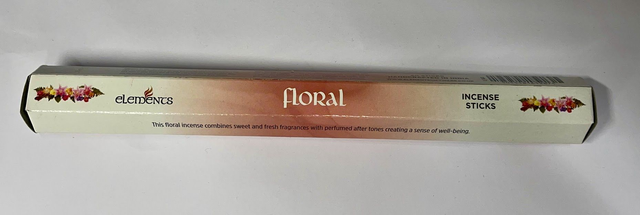 elements
floral
INCENSE
STICKS
This floral incense combines sweet and fresh fragrances with perfumed after tones creating a sense of well-being.